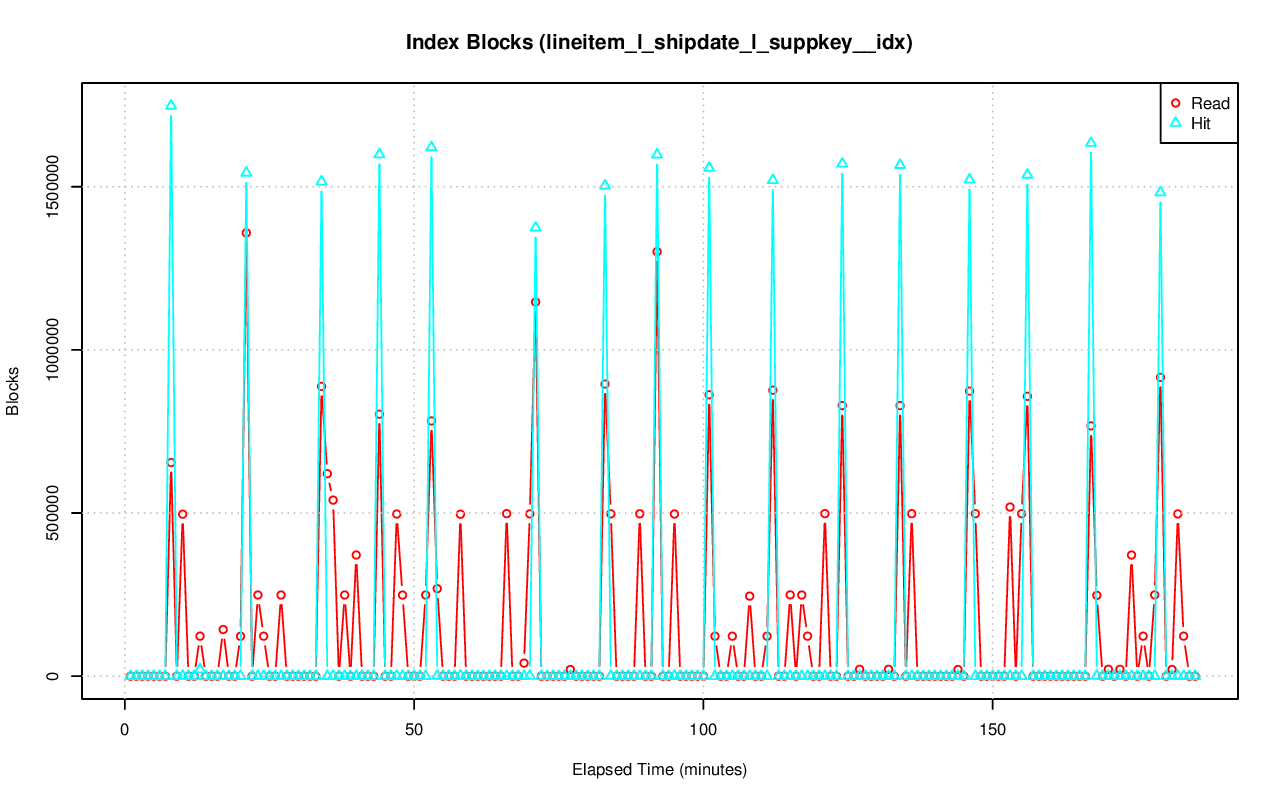 Index Blocks (lineitem_l_shipdate_l_suppkey__idx)
Read
Hit
Blocks
1500000
1000000
500000
0
0
50
100
150
Elapsed Time (minutes)